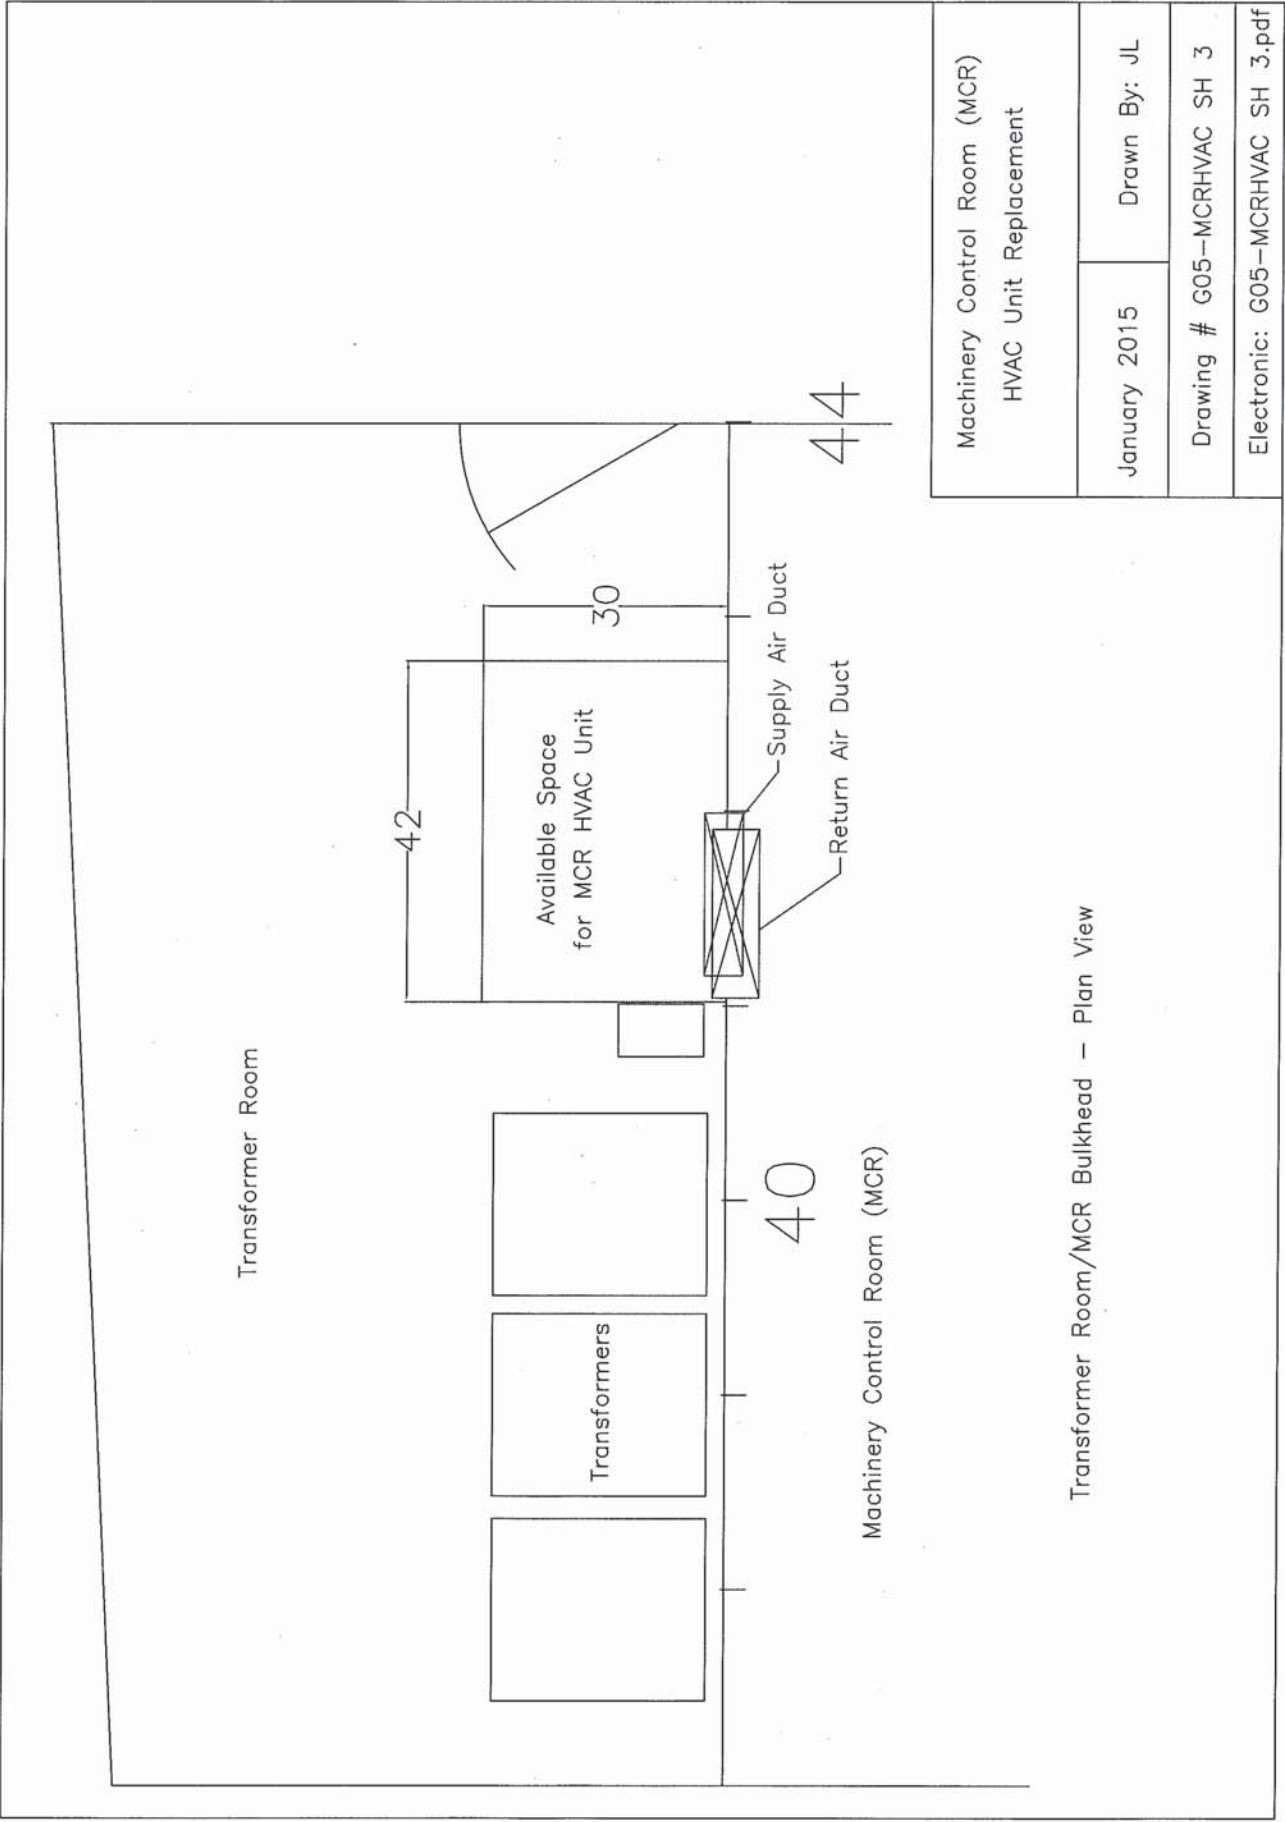 Transformer Room
42
Available Space
for MCR HVAC Unit
30
Transformers
Supply Air Duct
Return Air Duct
40
44
Machinery Control Room (MCR)
Transformer Room/MCR Bulkhead – Plan View
Machinery Control Room (MCR)
HVAC Unit Replacement
January 2015
Drawn By: JL
Drawing # G05–MCRHVAC SH 3
Electronic: G05–MCRHVAC SH 3.pdf